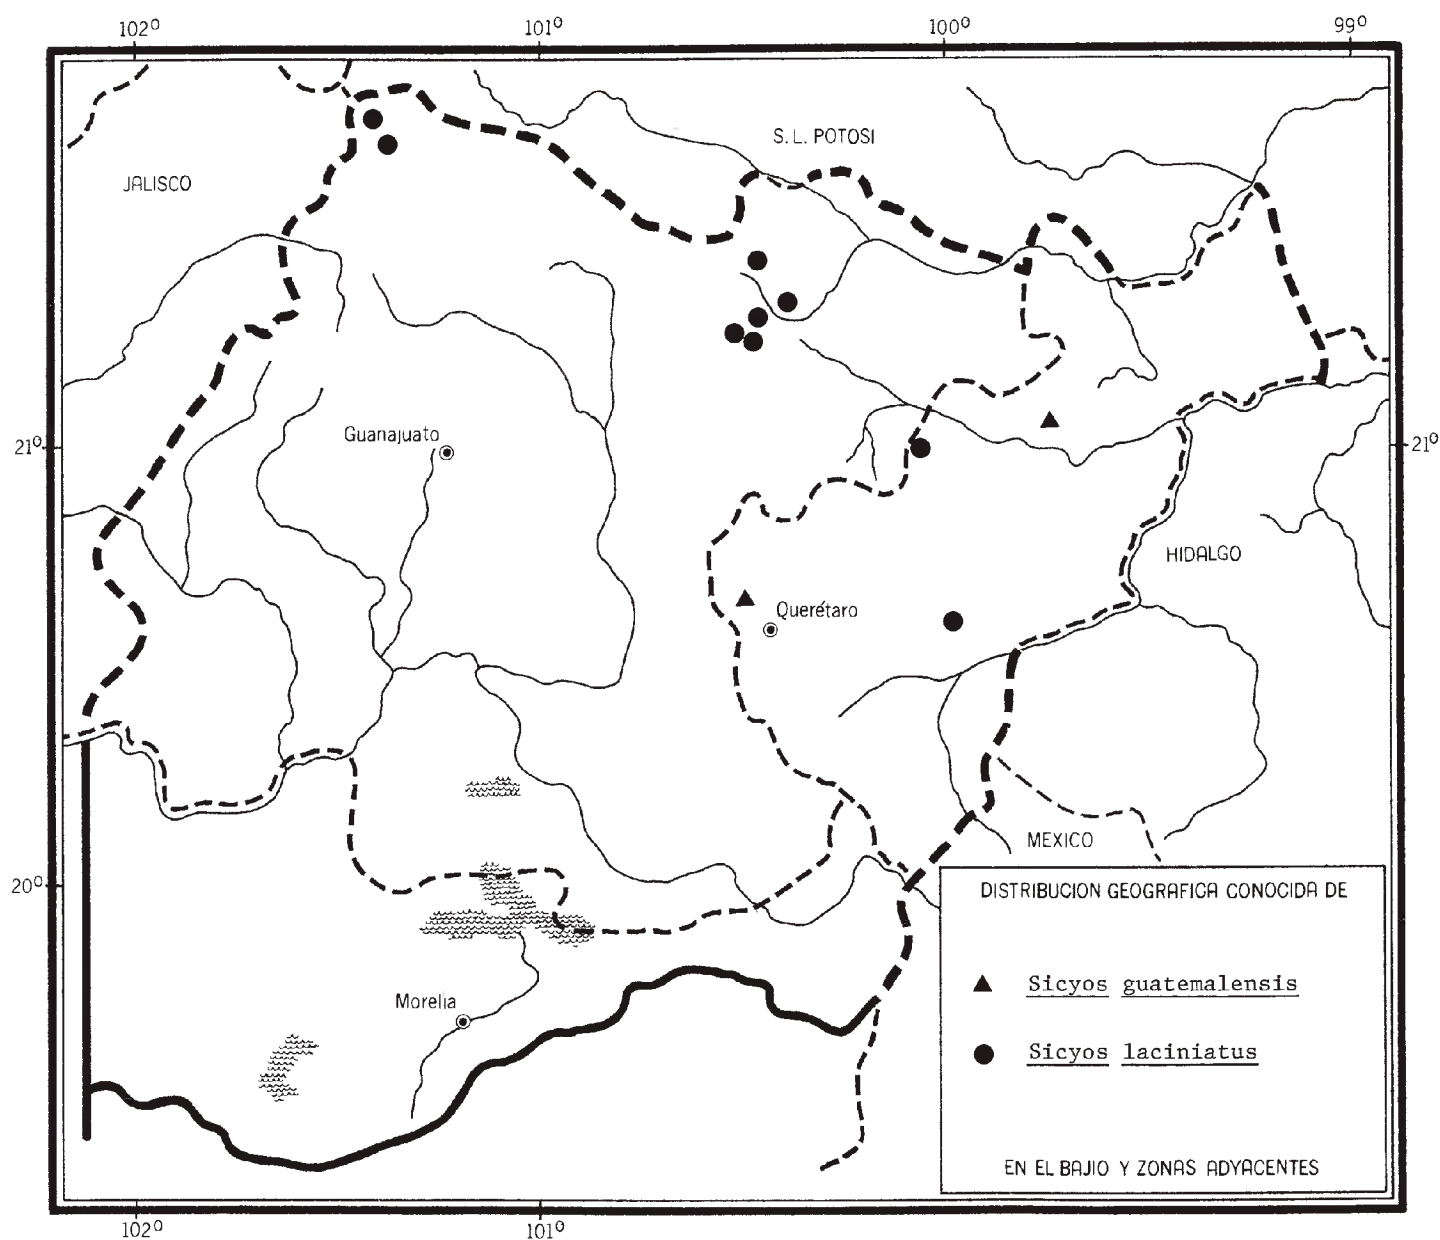 102º 101º 100º 99º
S.L. POTOSI
JALISCO
Guanajuato
21º 21º
HIDALGO
Querétaro
MEXICO
20º
DISTRIBUCION GEOGRAFICA CONOCIDA DE
Sicyos guatemalensis
Morelia
Sicyos laciniatus
EN EL BAJIO Y ZONAS ADYACENTES
102º 101º